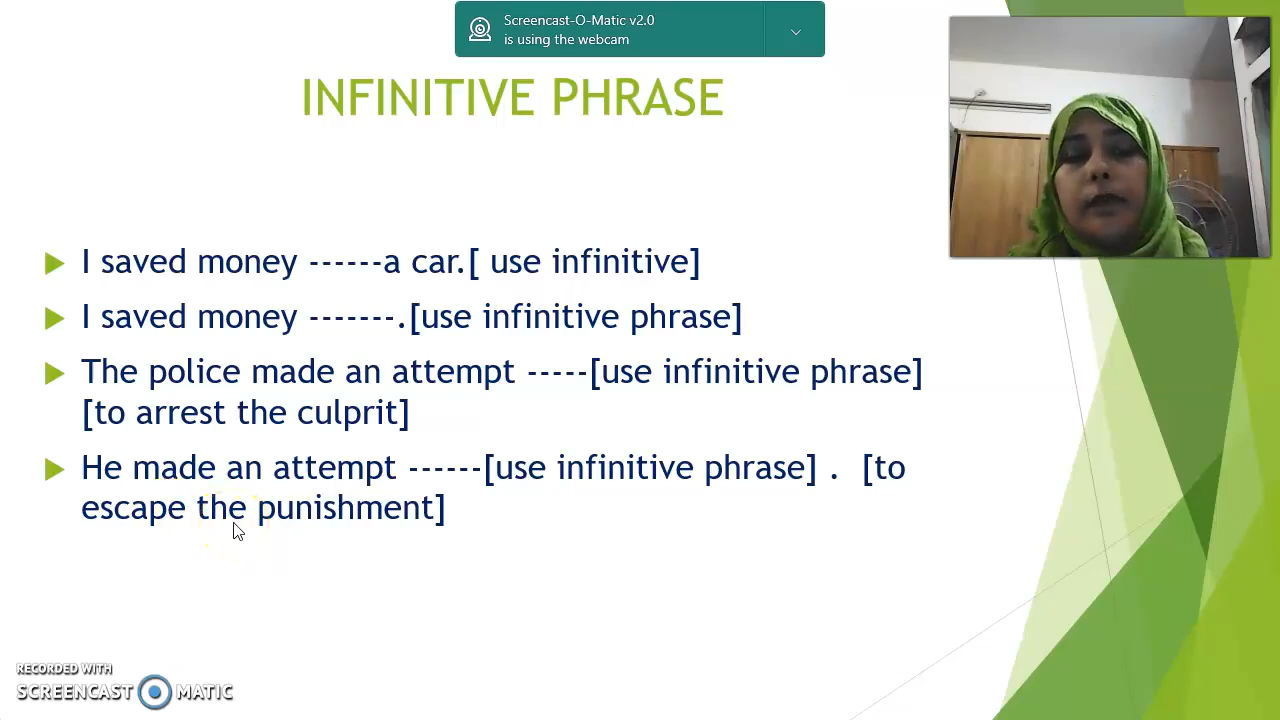 Screencast-O-Matic v2.0
is using the webcam
INFINITIVE PHRASE
I saved money ------a car.[ use infinitive]
I saved money -------.[use infinitive phrase]
The police made an attempt -----[use infinitive phrase]
[to arrest the culprit]
He made an attempt ------[use infinitive phrase] .  [to
escape the punishment]
RECORDED WITH
SCREENCAST MATIC